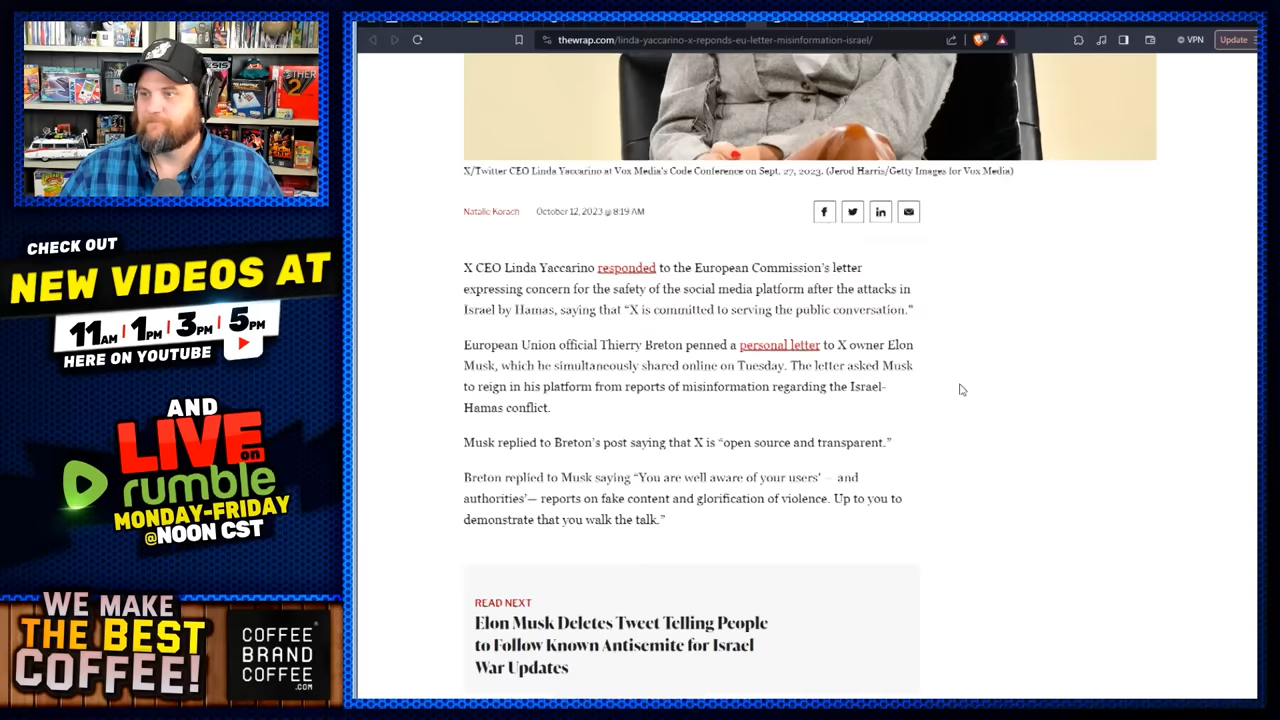 thewrap.com/linda-yaccarino-x-reponds-eu-letter-misinformation-israel/
VPN
Update
X/Twitter CEO Linda Yaccarino at Vox Media's Code Conference on Sept. 27, 2023. (Jerod Harris/Getty Images for Vox Media)
Natalie Korach October 12, 2023 @ 8:19 AM
X CEO Linda Yaccarino responded to the European Commission's letter
expressing concern for the safety of the social media platform after the attacks in
Israel by Hamas, saying that “X is committed to serving the public conversation.”
European Union official Thierry Breton penned a personal letter to X owner Elon
Musk, which he simultaneously shared online on Tuesday. The letter asked Musk
to reign in his platform from reports of misinformation regarding the Israel-
Hamas conflict.
Musk replied to Breton's post saying that X is “open source and transparent.”
Breton replied to Musk saying “You are well aware of your users' — and
authorities'— reports on fake content and glorification of violence. Up to you to
demonstrate that you walk the talk.”
READ NEXT
Elon Musk Deletes Tweet Telling People
to Follow Known Antisemite for Israel
War Updates
CHECK OUT
NEW VIDEOS AT
11AM | 1PM | 3PM | 5PM
HERE ON YOUTUBE
AND
LIVE on
rumble
MONDAY-FRIDAY
@NOON CST
WE MAKE
THE BEST
COFFEE!
COFFEE
BRAND
COFFEE
.COM